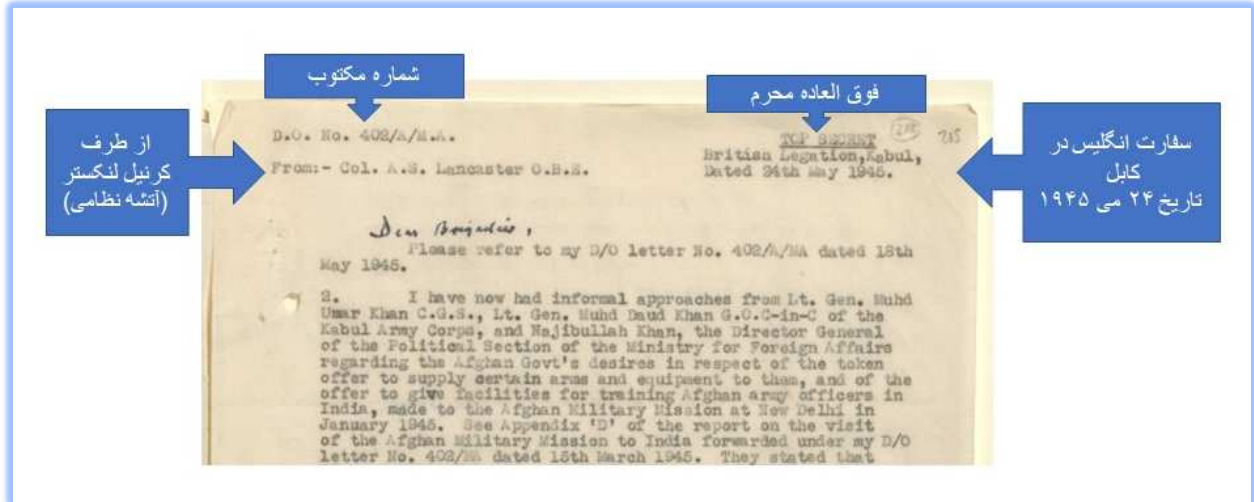 شماره مکتوب
فوق العاده محرم
از طرف
کرنیل لنکستر
(آتشه نظامی)
سفارت انگلیس در
کابل
تاریخ ۲۴ می ۱۹۴۵
D.O. No. 402/A/M.A.
TOP SECRET
215
British Legation, Kabul,
From:- Col. A.S. Lancaster O.B.E.
Dated 24th May 1945.
Dear Brigadier,
Please refer to my D/O letter No. 402/A/MA dated 18th
May 1945.
2. I have now had informal approaches from Lt. Gen. Muhd
Umar Khan C.G.S., Lt. Gen. Muhd Daud Khan G.O.C-in-C of the
Kabul Army Corps, and Najibullah Khan, the Director General
of the Political Section of the Ministry for Foreign Affairs
regarding the Afghan Govt's desires in respect of the token
offer to supply certain arms and equipment to them, and of the
offer to give facilities for training Afghan army officers in
India, made to the Afghan Military Mission at New Delhi in
January 1945. See Appendix 'D' of the report on the visit
of the Afghan Military Mission to India forwarded under my D/O
letter No. 402/MA dated 15th March 1945. They stated that